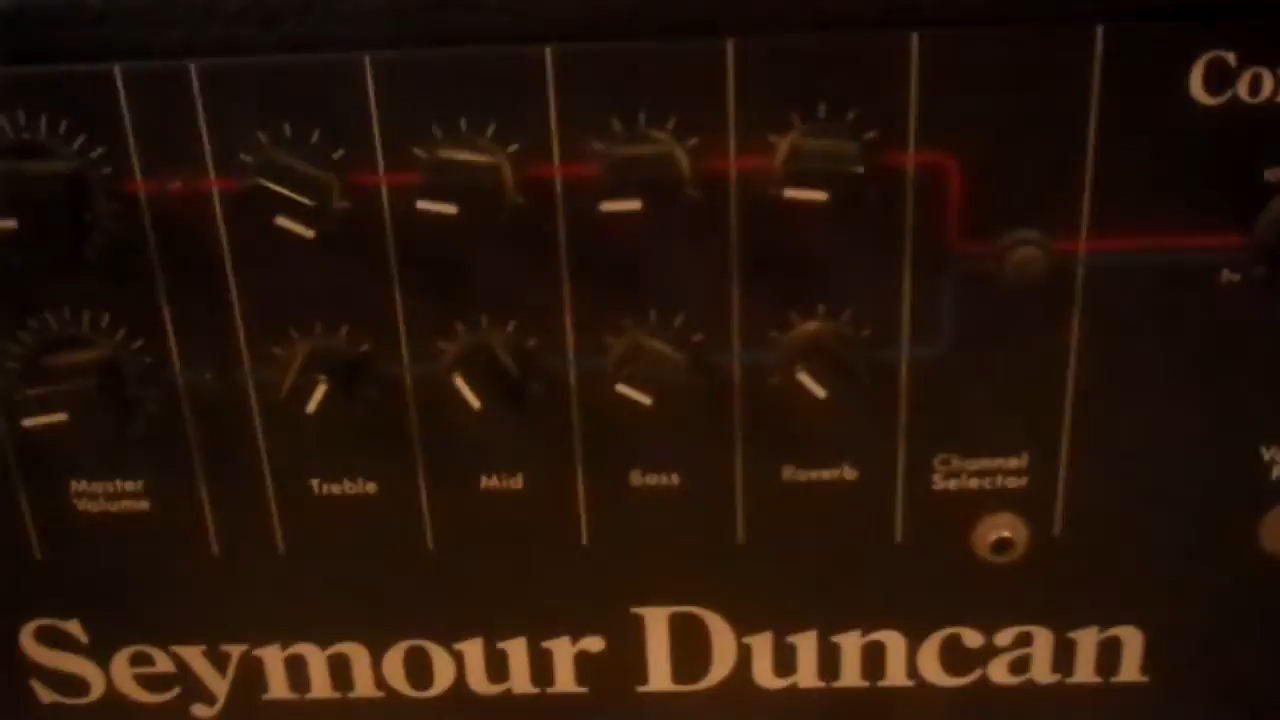 Master
Volume
Treble
Mid
Bass
Reverb
Channel
Selector
Seymour Duncan